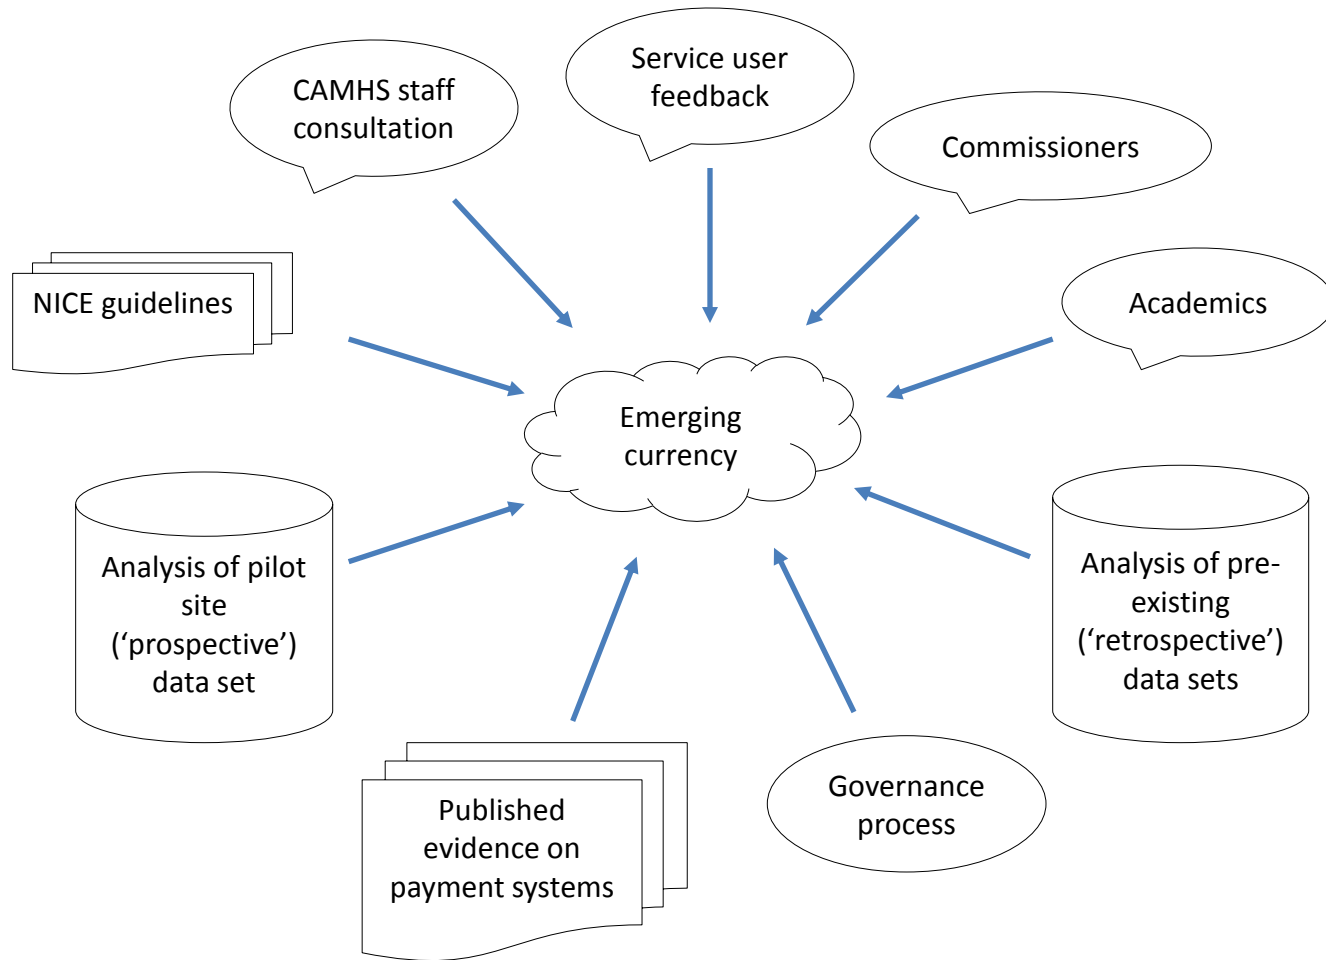 Service user
feedback
CAMHS staff
consultation
Commissioners
NICE guidelines
Academics
Emerging
currency
Analysis of pilot
site
(‘prospective’)
data set
Analysis of pre-
existing
(‘retrospective’)
data sets
Published
evidence on
payment systems
Governance
process